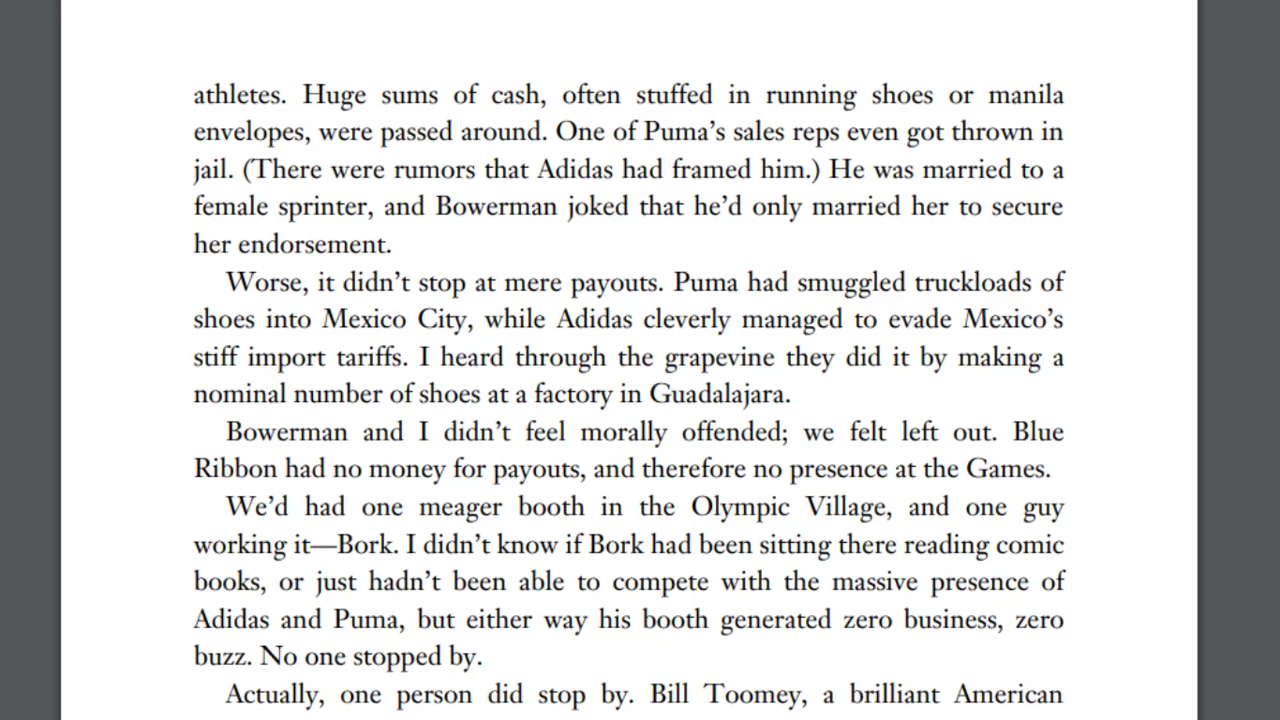 athletes. Huge sums of cash, often stuffed in running shoes or manila
envelopes, were passed around. One of Puma’s sales reps even got thrown in
jail. (There were rumors that Adidas had framed him.) He was married to a
female sprinter, and Bowerman joked that he’d only married her to secure
her endorsement.
Worse, it didn’t stop at mere payouts. Puma had smuggled truckloads of
shoes into Mexico City, while Adidas cleverly managed to evade Mexico’s
stiff import tariffs. I heard through the grapevine they did it by making a
nominal number of shoes at a factory in Guadalajara.
Bowerman and I didn’t feel morally offended; we felt left out. Blue
Ribbon had no money for payouts, and therefore no presence at the Games.
We’d had one meager booth in the Olympic Village, and one guy
working it—Bork. I didn’t know if Bork had been sitting there reading comic
books, or just hadn’t been able to compete with the massive presence of
Adidas and Puma, but either way his booth generated zero business, zero
buzz. No one stopped by.
Actually, one person did stop by. Bill Toomey, a brilliant American